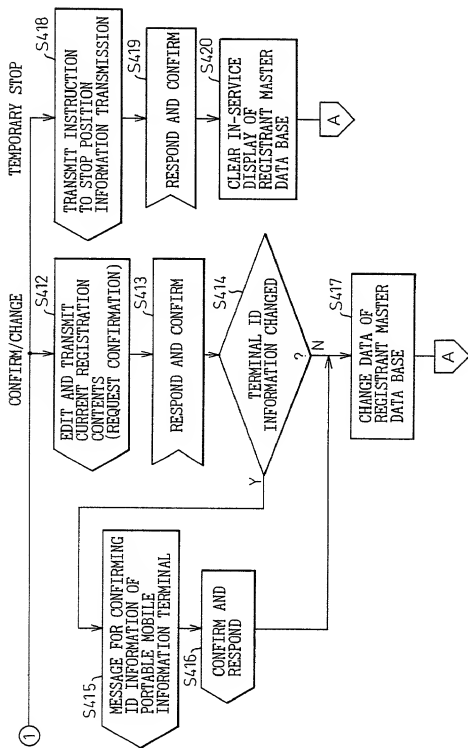 1
CONFIRM/CHANGE
TEMPORARY STOP
S412
EDIT AND TRANSMIT
CURRENT REGISTRATION
CONTENTS
(REQUEST CONFIRMATION)
S413
RESPOND AND CONFIRM
S414
TERMINAL ID
INFORMATION CHANGED
?
Y
N
S415
MESSAGE FOR CONFIRMING
ID INFORMATION OF
PORTABLE MOBILE
INFORMATION TERMINAL
S416
CONFIRM AND
RESPOND
S417
CHANGE DATA OF
REGISTRANT MASTER
DATA BASE
A
S418
TRANSMIT INSTRUCTION
TO STOP POSITION
INFORMATION TRANSMISSION
S419
RESPOND AND CONFIRM
S420
CLEAR IN-SERVICE
DISPLAY OF
REGISTRANT MASTER
DATA BASE
A